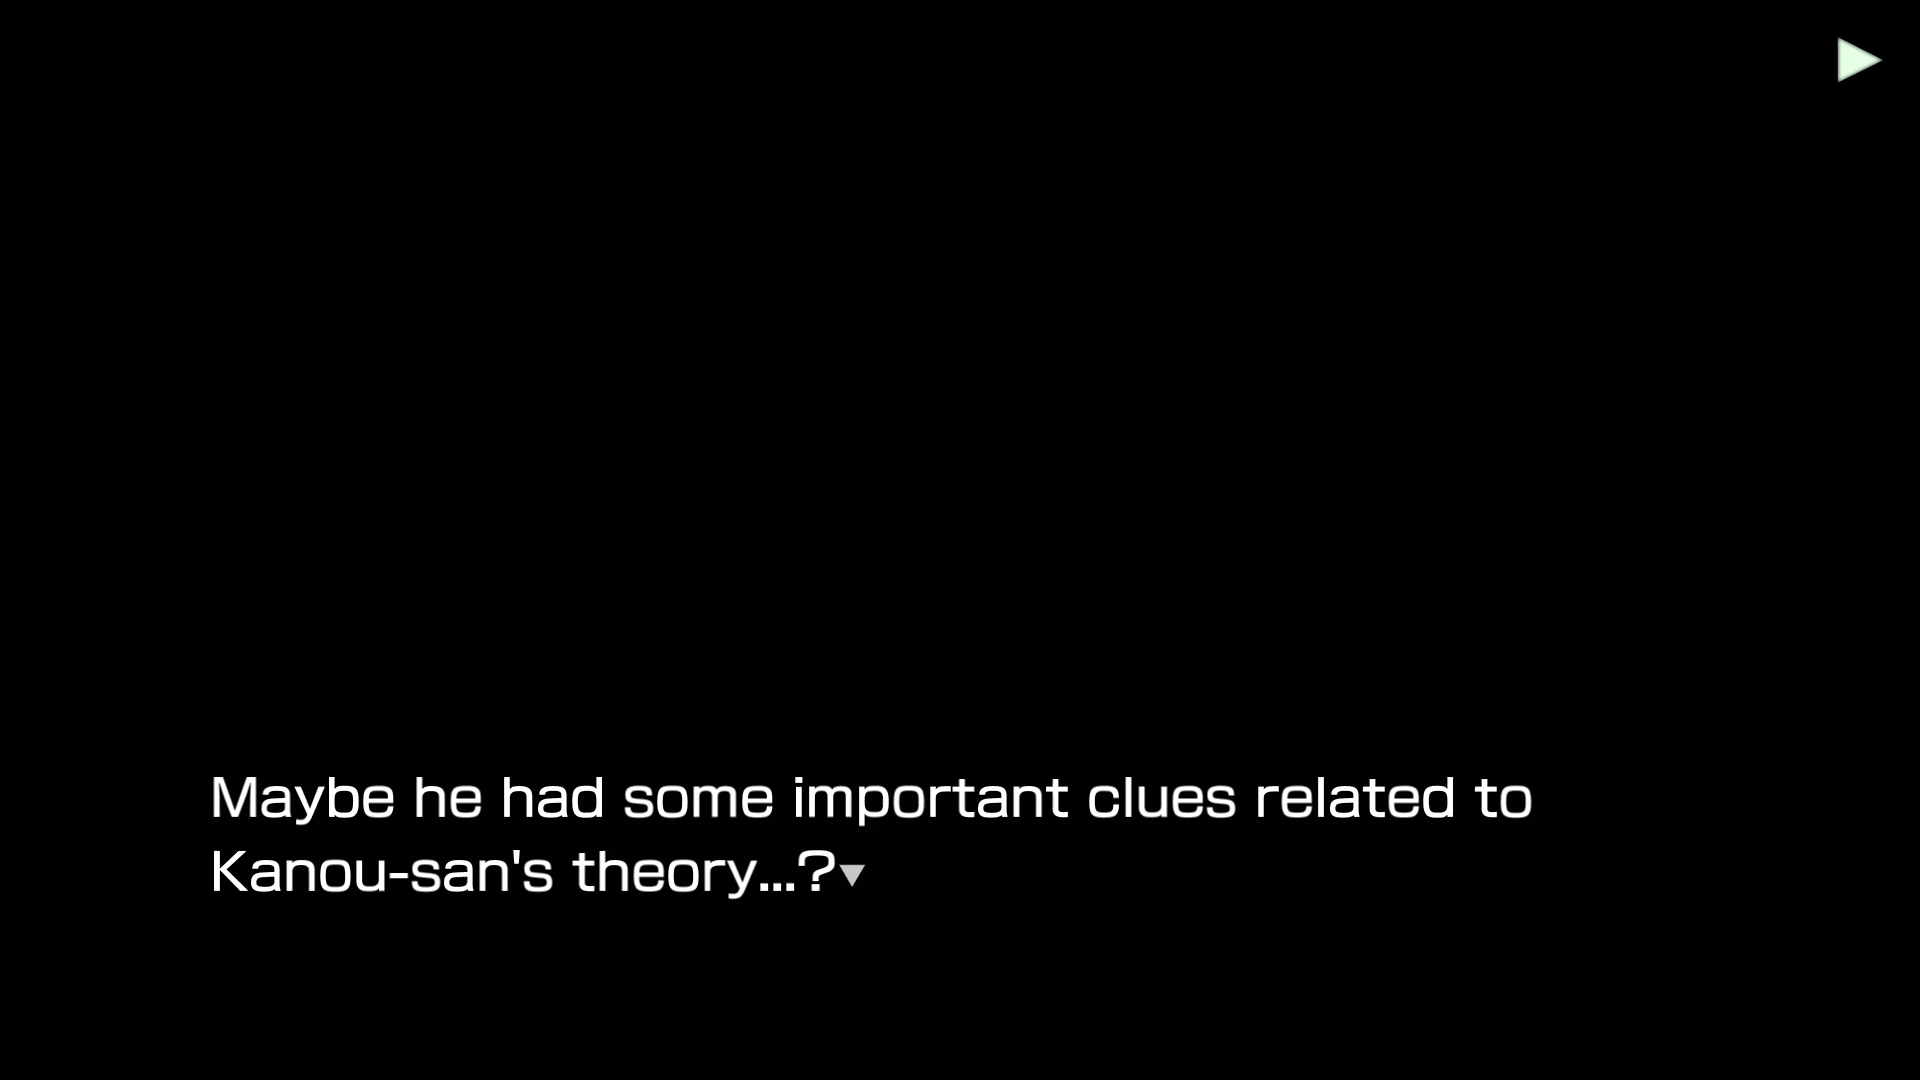 Maybe he had some important clues related to
Kanou-san's theory...?